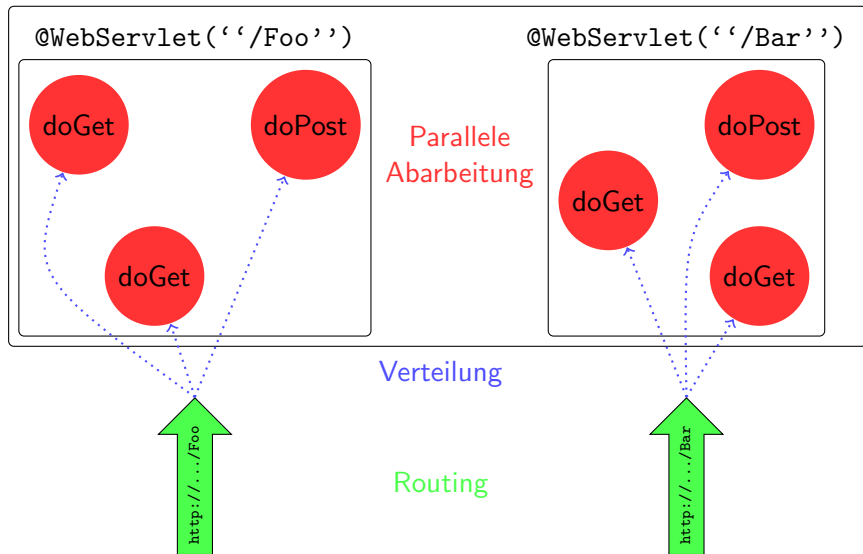 @WebServlet(‘‘/Foo’’)
@WebServlet(‘‘/Bar’’)
doGet
doPost
doGet
Parallele
Abarbeitung
doPost
doGet
doGet
Verteilung
http://.../Foo
http://.../Bar
Routing